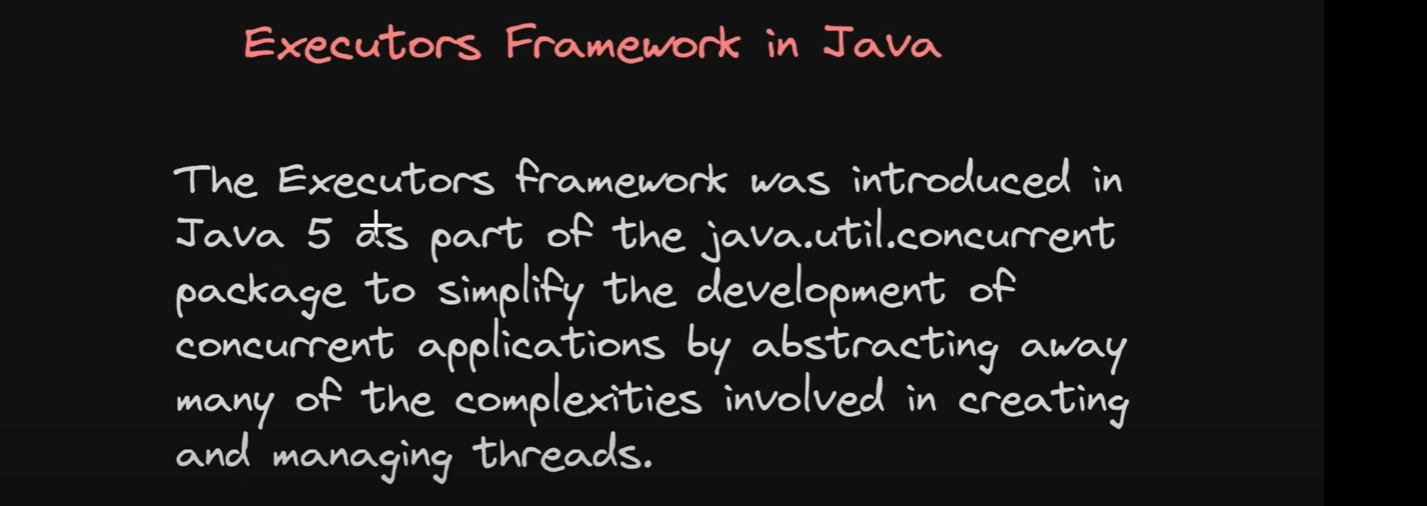 Executors Framework in Java
The Executors framework was introduced in
Java 5 as part of the java.util.concurrent
package to simplify the development of
concurrent applications by abstracting away
many of the complexities involved in creating
and managing threads.